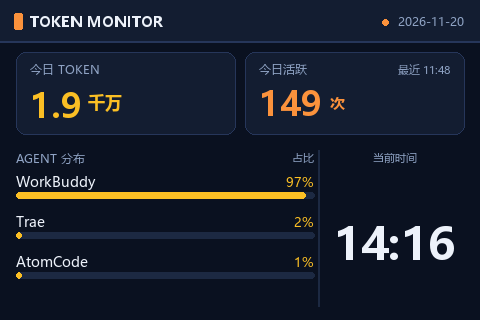 TOKEN MONITOR
2026-11-20
今日 TOKEN
1.9 千万
今日活跃
最近 11:48
149 次
AGENT 分布
占比
WorkBuddy
97%
Trae
2%
AtomCode
1%
当前时间
14:16